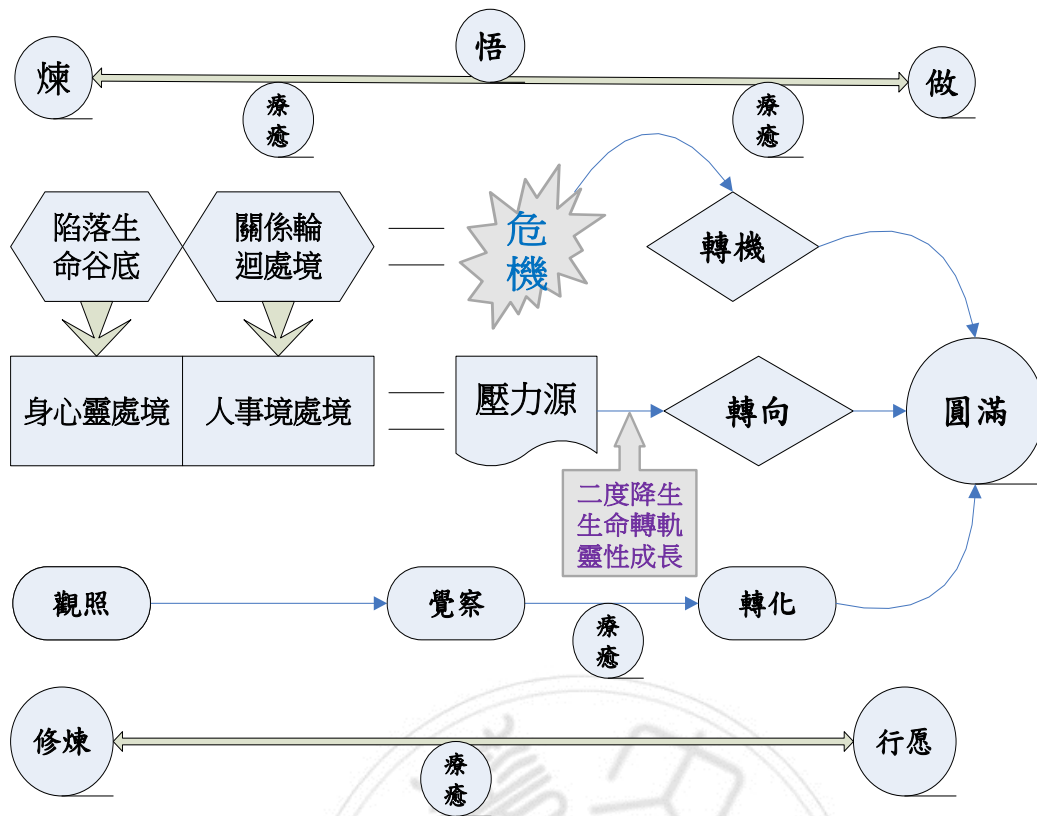 悟
煉
做
療
癒
療
癒
陷落生
命谷底
關係輪
迴處境
危
機
轉機
身心靈處境
人事境處境
壓力源
轉向
圓滿
二度降生
生命轉軌
靈性成長
觀照
覺察
轉化
療
癒
修煉
行愿
療
癒